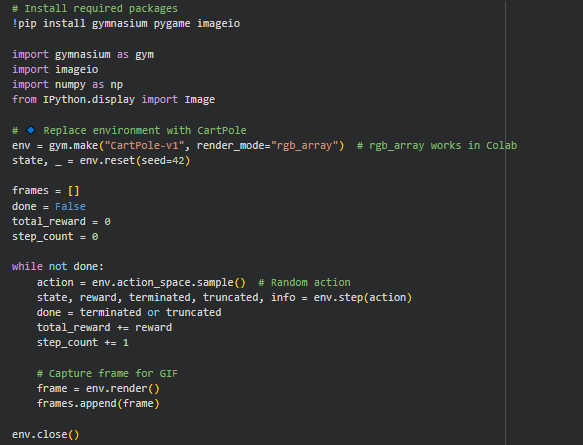 # Install required packages
!pip install gymnasium pygame imageio

import gymnasium as gym
import imageio
import numpy as np
from IPython.display import Image

# 🔹 Replace environment with CartPole
env = gym.make("CartPole-v1", render_mode="rgb_array")  # rgb_array works in Colab
state, _ = env.reset(seed=42)

frames = []
done = False
total_reward = 0
step_count = 0

while not done:
    action = env.action_space.sample()  # Random action
    state, reward, terminated, truncated, info = env.step(action)
    done = terminated or truncated
    total_reward += reward
    step_count += 1

    # Capture frame for GIF
    frame = env.render()
    frames.append(frame)

env.close()